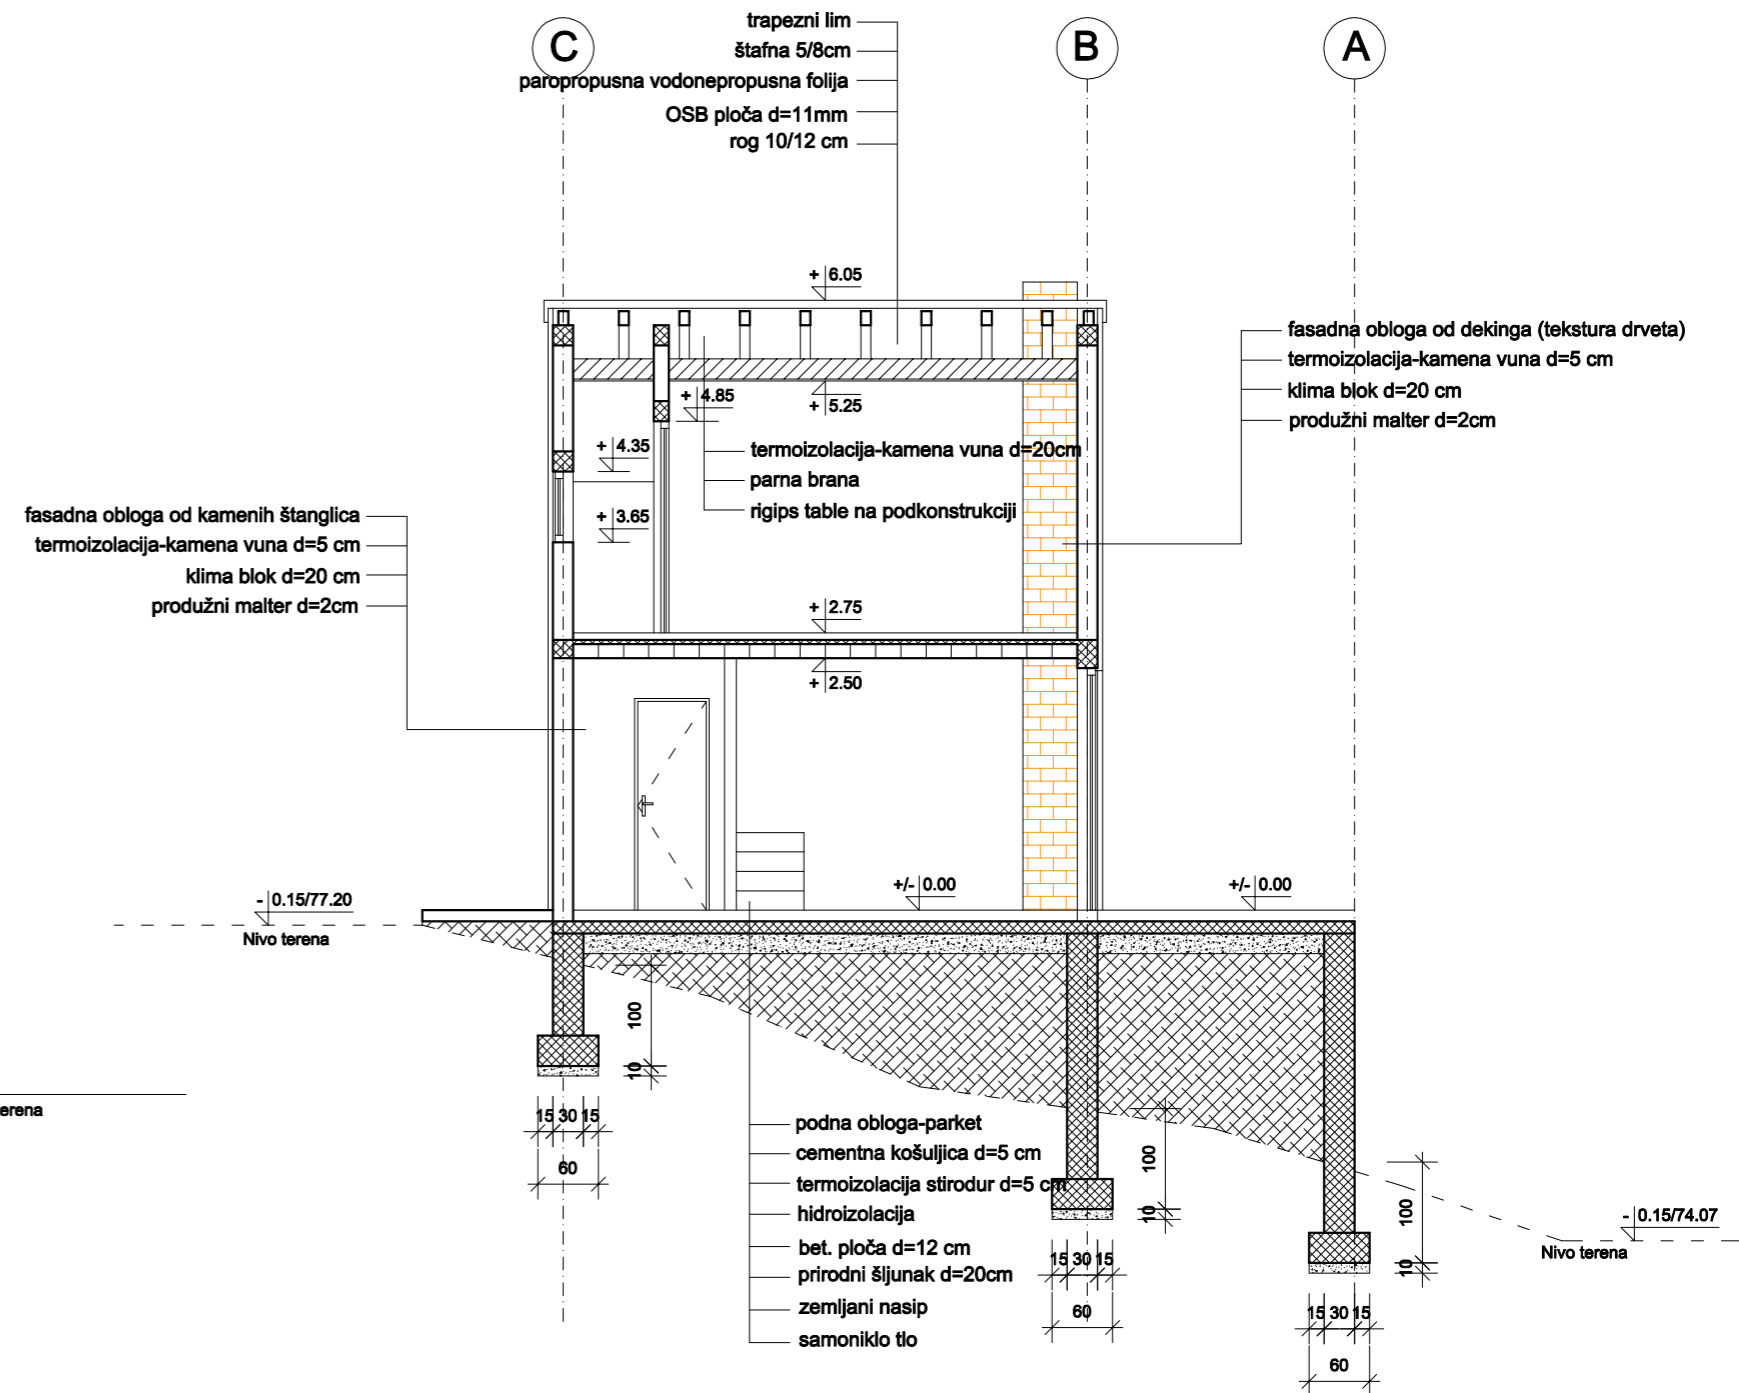 C
B
A
trapezni lim
štafna 5/8cm
paropropusna vodonepropusna folija
OSB ploča d=11mm
rog 10/12 cm
+ 6.05
fasadna obloga od dekinga (tekstura drveta)
termoizolacija-kamena vuna d=5 cm
klima blok d=20 cm
produžni malter d=2cm
+ 4.85
+ 5.25
+ 4.35
termoizolacija-kamena vuna d=20cm
parna brana
rigips table na podkonstrukciji
+ 3.65
fasadna obloga od kamenih štanglica
termoizolacija-kamena vuna d=5 cm
klima blok d=20 cm
produžni malter d=2cm
+ 2.75
+ 2.50
+/- 0.00
+/- 0.00
- 0.15/77.20
Nivo terena
100
10
erena
15 30 15
60
podna obloga-parket
cementna košuljica d=5 cm
termoizolacija stirodur d=5 cm
hidroizolacija
bet. ploča d=12 cm
prirodni šljunak d=20cm
zemljani nasip
samoniklo tlo
100
10
15 30 15
60
100
10
- 0.15/74.07
Nivo terena
15 30 15
60